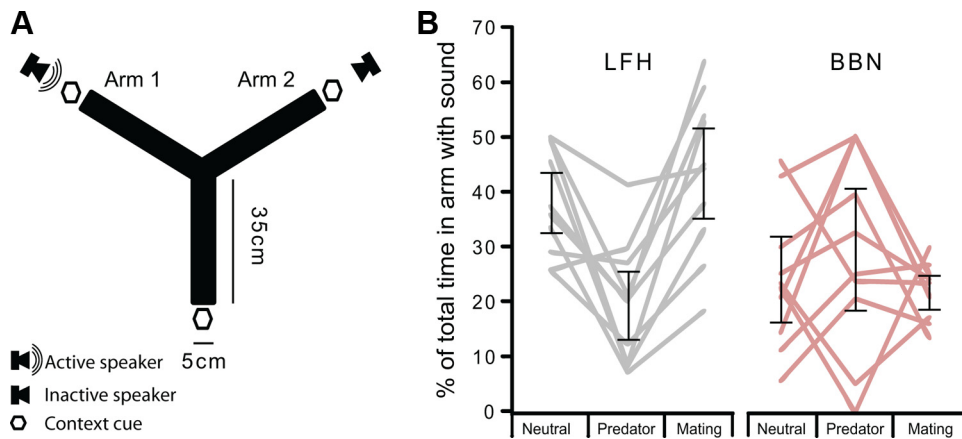 A
Arm 1
Arm 2
35cm
5cm
Active speaker
Inactive speaker
Context cue
B
% of total time in arm with sound
70
60
50
40
30
20
10
0
LFH
BBN
Neutral
Predator
Mating
Neutral
Predator
Mating